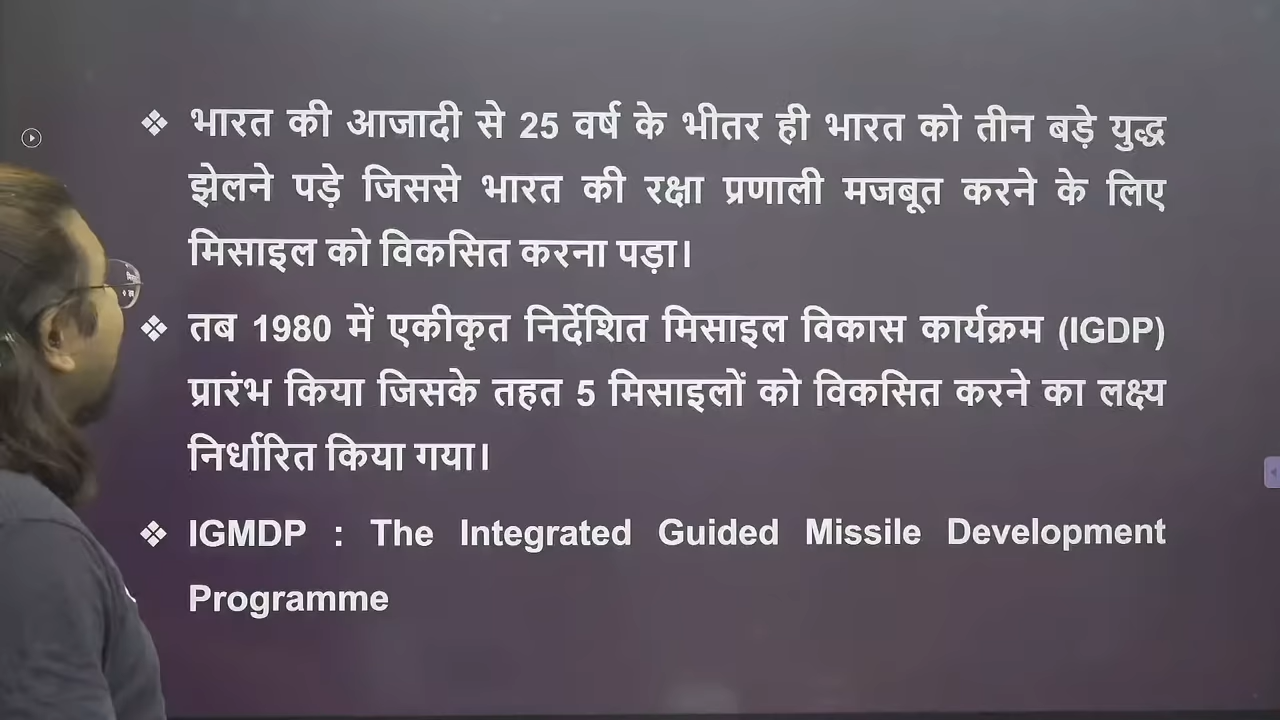 ❖ भारत की आजादी से 25 वर्ष के भीतर ही भारत को तीन बड़े युद्ध
झेलने पड़े जिससे भारत की रक्षा प्रणाली मजबूत करने के लिए
मिसाइल को विकसित करना पड़ा।
❖ तब 1980 में एकीकृत निर्देशित मिसाइल विकास कार्यक्रम (IGDP)
प्रारंभ किया जिसके तहत 5 मिसाइलों को विकसित करने का लक्ष्य
निर्धारित किया गया।
❖ IGMDP : The Integrated Guided Missile Development
Programme